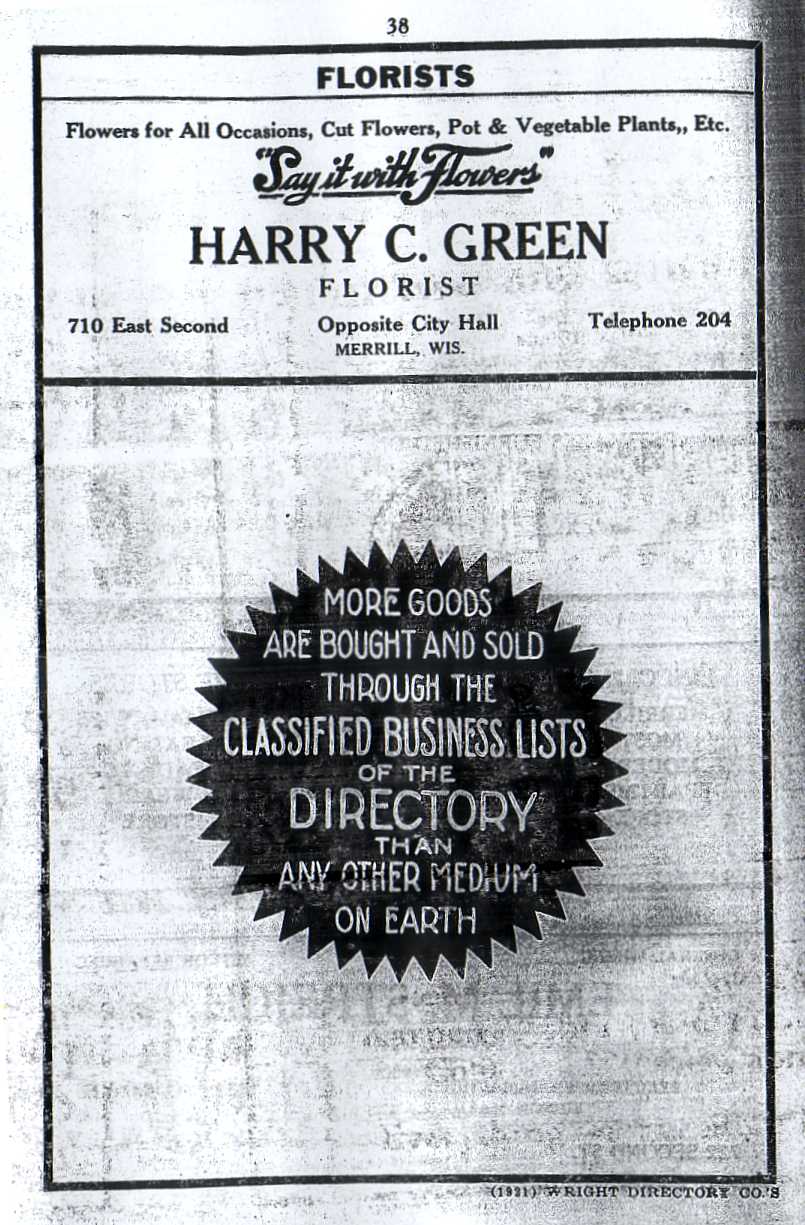 38
FLORISTS
Flowers for All Occasions, Cut Flowers, Pot & Vegetable Plants,, Etc.
"Say it with Flowers"
HARRY C. GREEN
FLORIST
710 East Second Opposite City Hall Telephone 204
MERRILL, WIS.
MORE GOODS
ARE BOUGHT AND SOLD
THROUGH THE
CLASSIFIED BUSINESS LISTS
OF THE
DIRECTORY
THAN
ANY OTHER MEDIUM
ON EARTH
(1921) WRIGHT DIRECTORY CO.'S